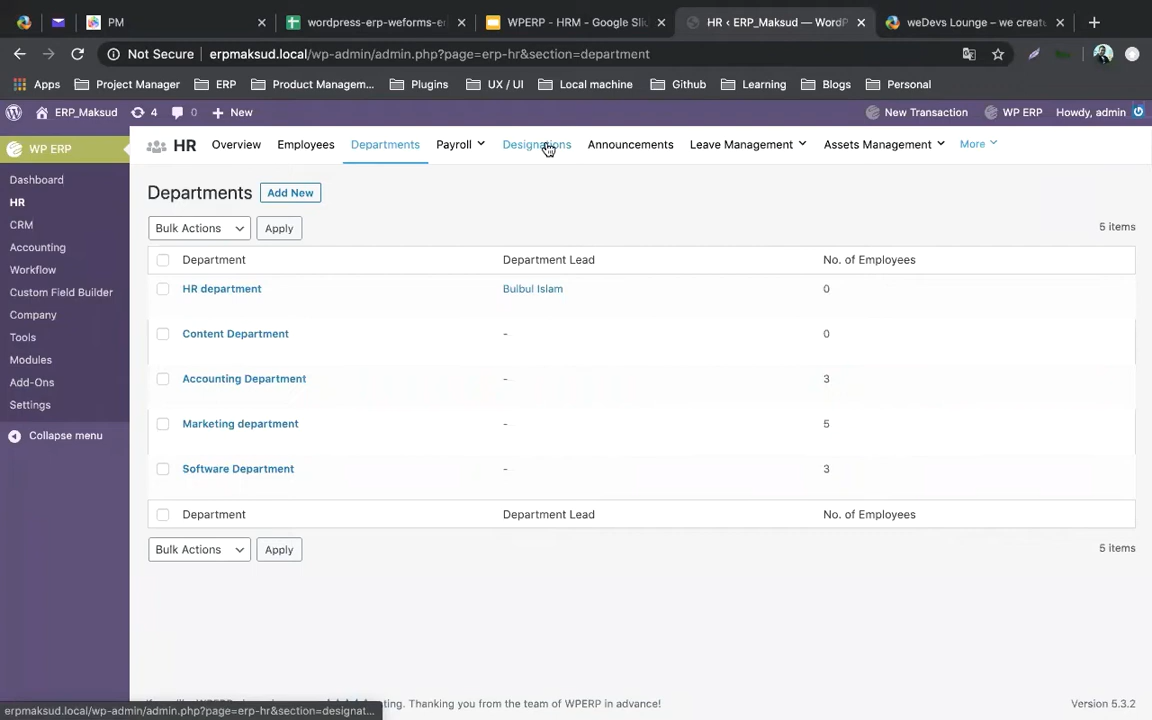 PM
wordpress-erp-weforms-er
WPERP - HRM - Google Sli
HR ‹ ERP_Maksud — WordP
weDevs Lounge – we creat
Not Secure
erpmaksud.local/wp-admin/admin.php?page=erp-hr&section=department
Apps
Project Manager
ERP
Product Managem...
Plugins
UX / UI
Local machine
Github
Learning
Blogs
Personal
ERP_Maksud
4
0
New
New Transaction
WP ERP
Howdy, admin
WP ERP
HR
Overview
Employees
Departments
Payroll
Designations
Announcements
Leave Management
Assets Management
More
Dashboard
HR
CRM
Accounting
Workflow
Custom Field Builder
Company
Tools
Modules
Add-Ons
Settings
Collapse menu
Departments
Add New
Bulk Actions
Apply
5 items
Department Department Lead No. of Employees
HR department Bulbul Islam 0
Content Department - 0
Accounting Department - 3
Marketing department - 5
Software Department - 3
Department Department Lead No. of Employees
Bulk Actions
Apply
5 items
Thanking you from the team of WPERP in advance!
Version 5.3.2
erpmaksud.local/wp-admin/admin.php?page=erp-hr&section=designat...